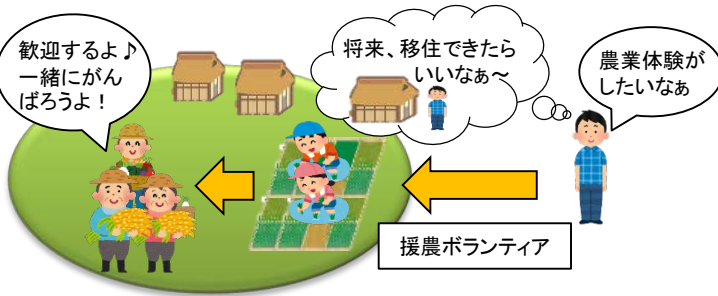 歓迎するよ♪
一緒にがん
ばろうよ！
将来、移住できたら
いいなぁ～
農業体験が
したいなぁ
援農ボランティア